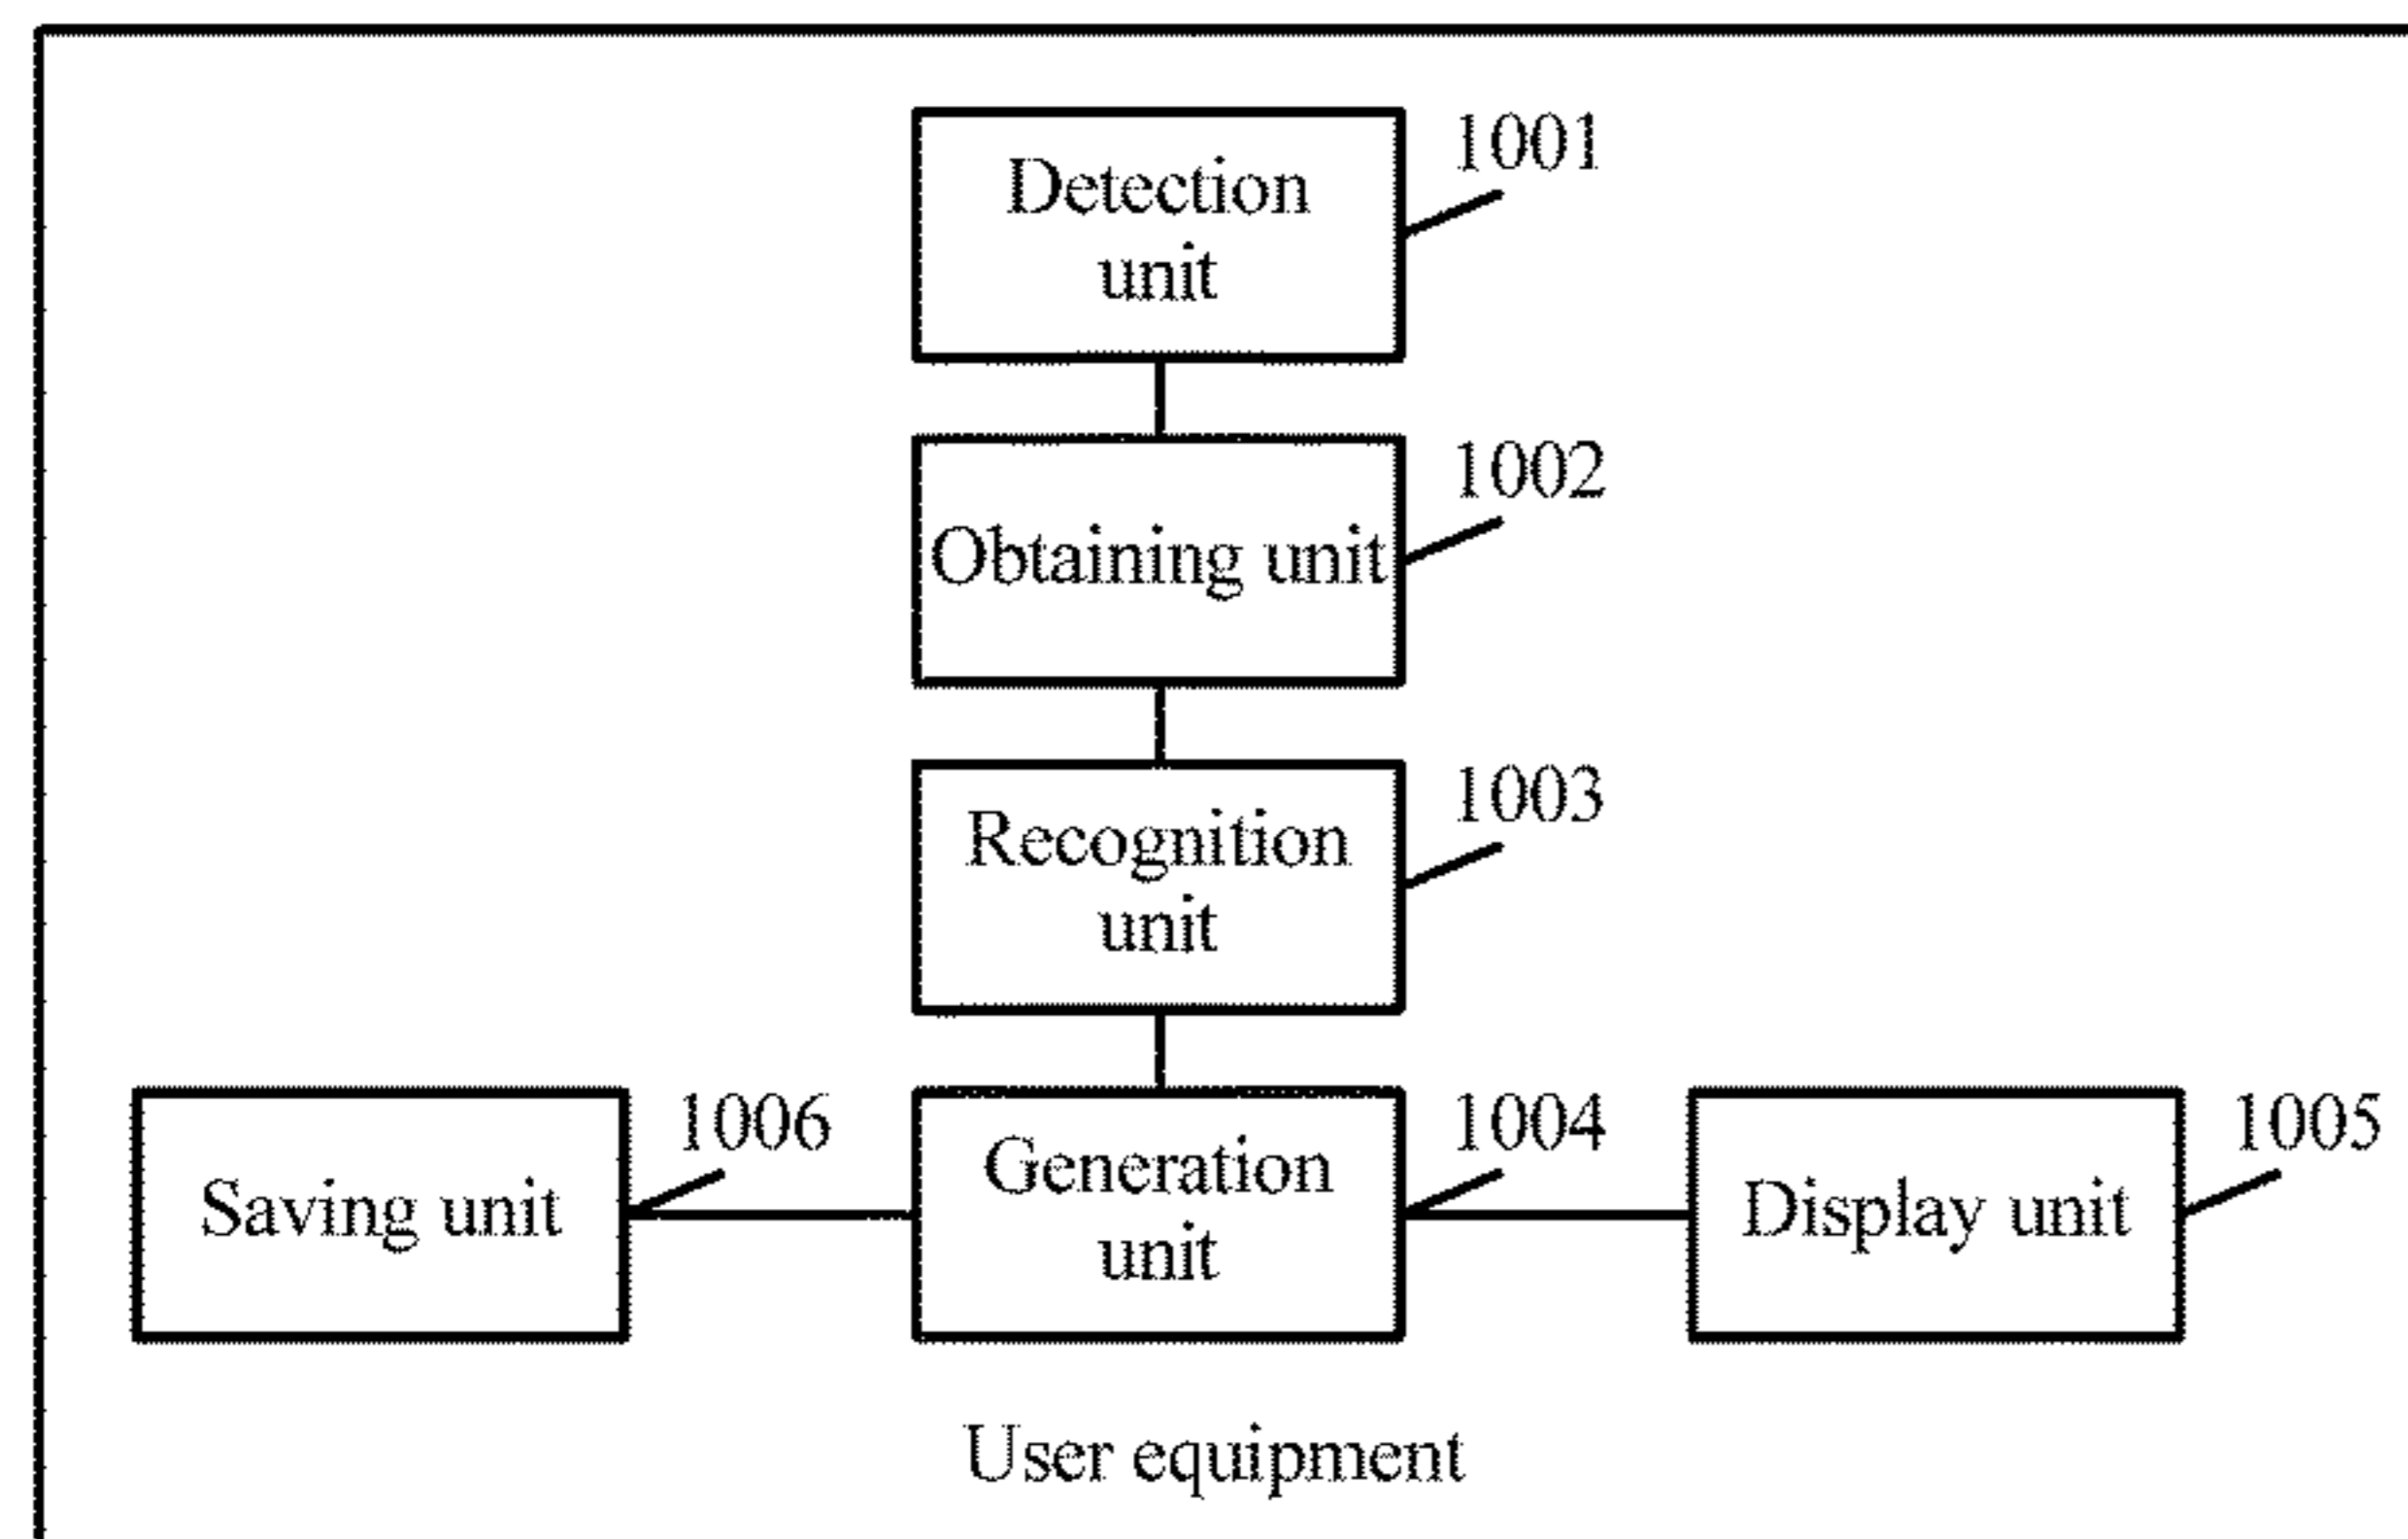 1001
Detection
unit
1002
Obtaining unit
1003
Recognition
unit
1006
1004
1005
Saving unit
Generation
unit
Display unit
User equipment